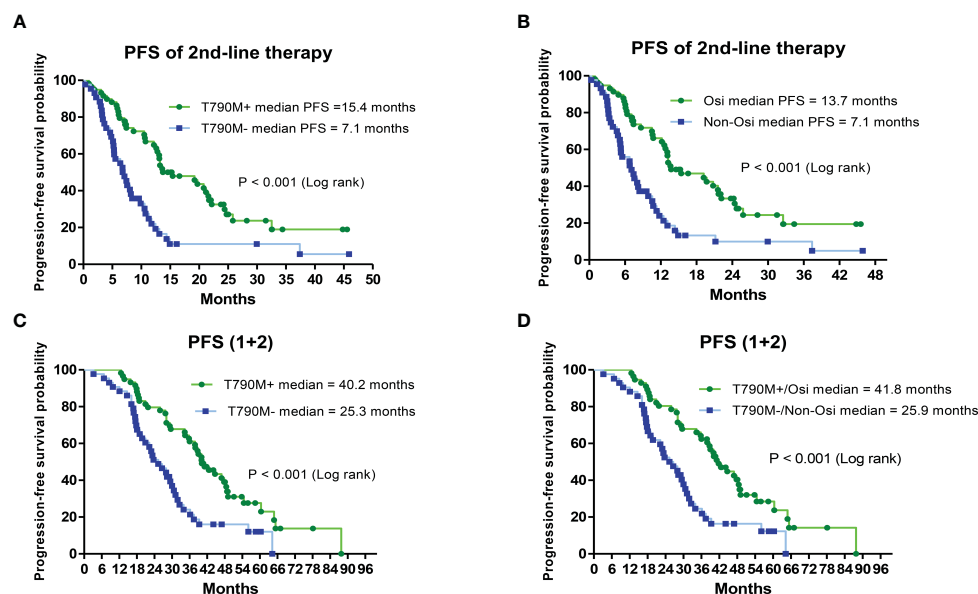 A
PFS of 2nd-line therapy
Progression-free survival probability
100
80
60
40
20
0
T790M+ median PFS =15.4 months
T790M- median PFS = 7.1 months
P < 0.001 (Log rank)
0 5 10 15 20 25 30 35 40 45 50
Months
B
PFS of 2nd-line therapy
Progression-free survival probability
100
80
60
40
20
0
Osi median PFS = 13.7 months
Non-Osi median PFS = 7.1 months
P < 0.001 (Log rank)
0 6 12 18 24 30 36 42 48
Months
C
PFS (1+2)
Progression-free survival probability
100
80
60
40
20
0
T790M+ median = 40.2 months
T790M- median = 25.3 months
P < 0.001 (Log rank)
0 6 12 18 24 30 36 42 48 54 60 66 72 78 84 90 96
Months
D
PFS (1+2)
Progression-free survival probability
100
80
60
40
20
0
T790M+/Osi median = 41.8 months
T790M-/Non-Osi median = 25.9 months
P < 0.001 (Log rank)
0 6 12 18 24 30 36 42 48 54 60 66 72 78 84 90 96
Months